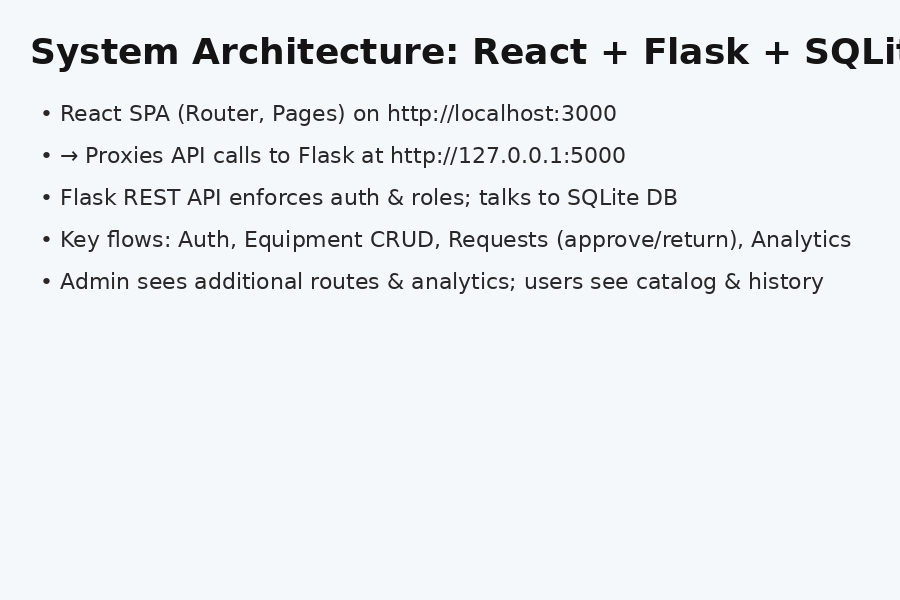 System Architecture: React + Flask + SQLit
• React SPA (Router, Pages) on http://localhost:3000
• → Proxies API calls to Flask at http://127.0.0.1:5000
• Flask REST API enforces auth & roles; talks to SQLite DB
• Key flows: Auth, Equipment CRUD, Requests (approve/return), Analytics
• Admin sees additional routes & analytics; users see catalog & history